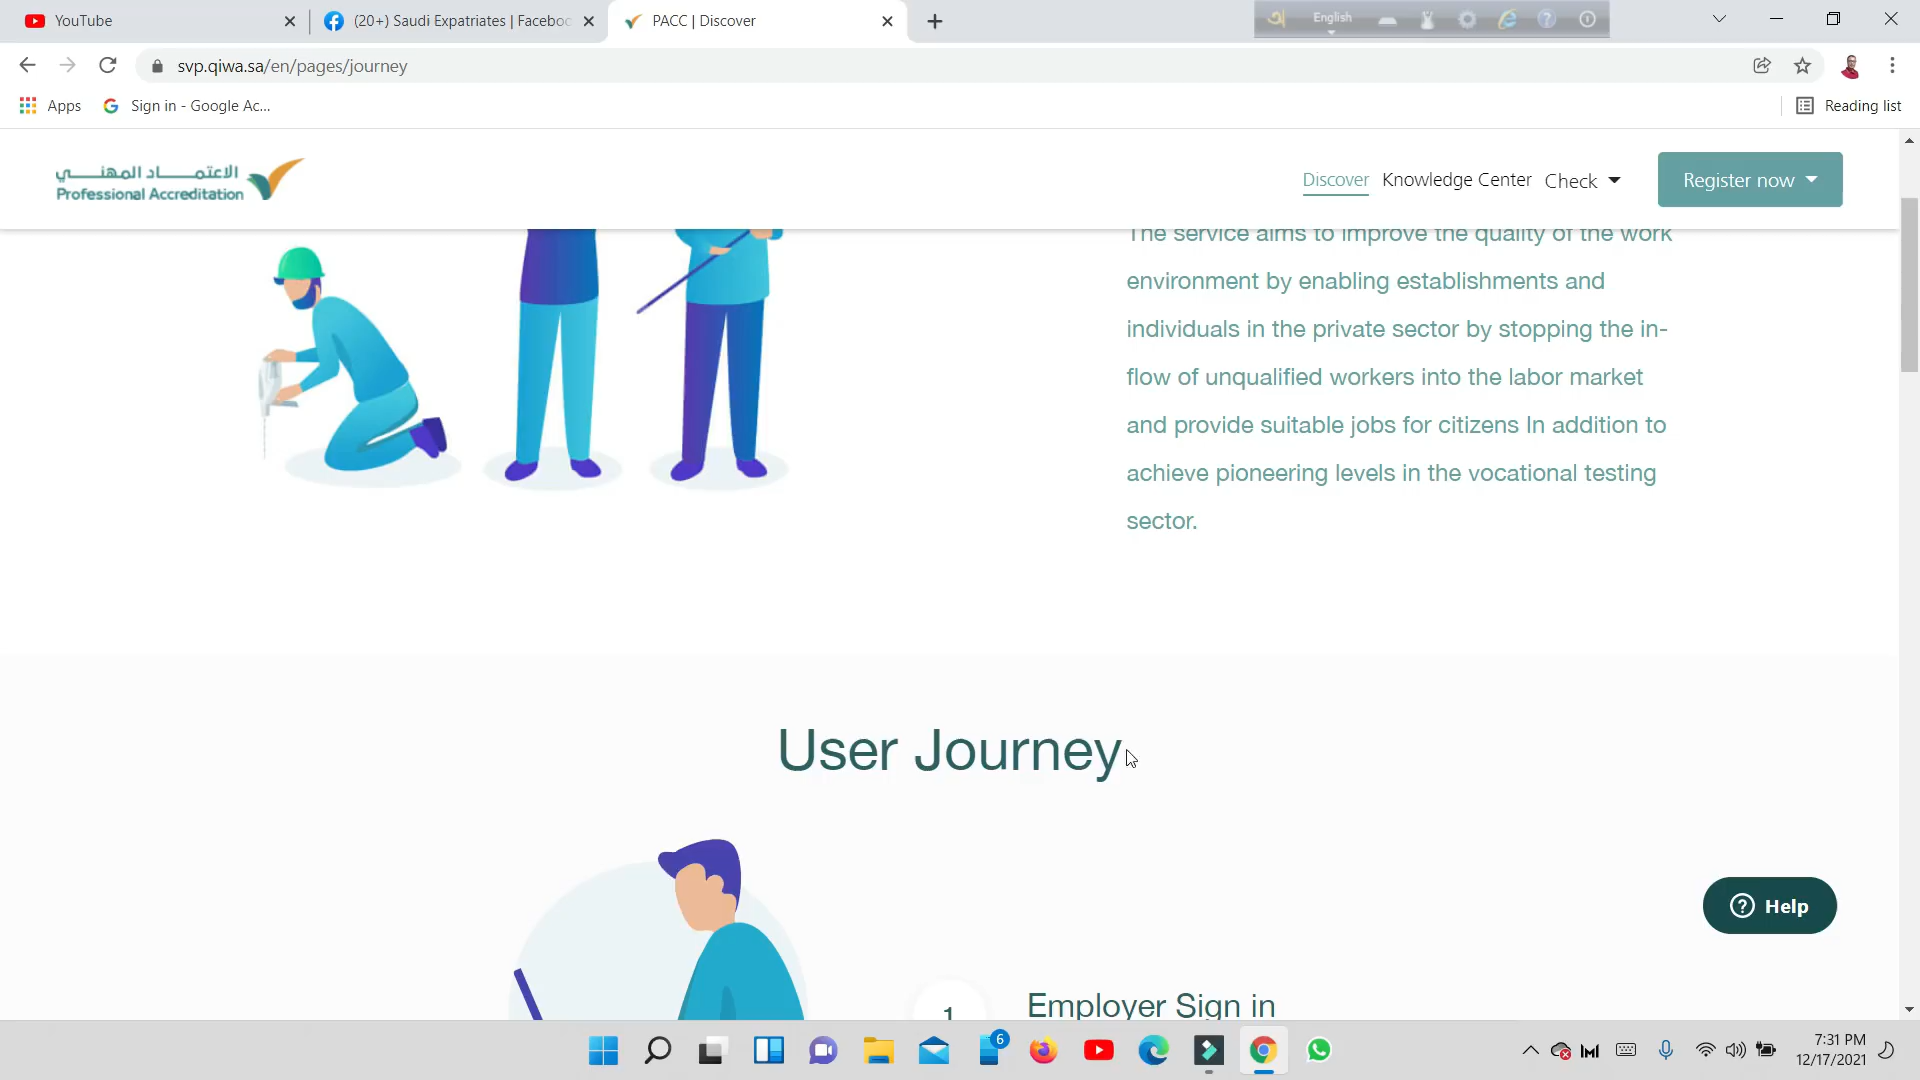 YouTube
(20+) Saudi Expatriates | Faceboo
PACC | Discover
English
svp.qiwa.sa/en/pages/journey
Apps
Sign in - Google Ac...
Reading list
الاعتمـــاد المهنـــي
Professional Accreditation
Discover
Knowledge Center
Check
Register now
The service aims to improve the quality of the work
environment by enabling establishments and
individuals in the private sector by stopping the in-
flow of unqualified workers into the labor market
and provide suitable jobs for citizens In addition to
achieve pioneering levels in the vocational testing
sector.
User Journey
1
Employer Sign in
Help
6
7:31 PM
12/17/2021